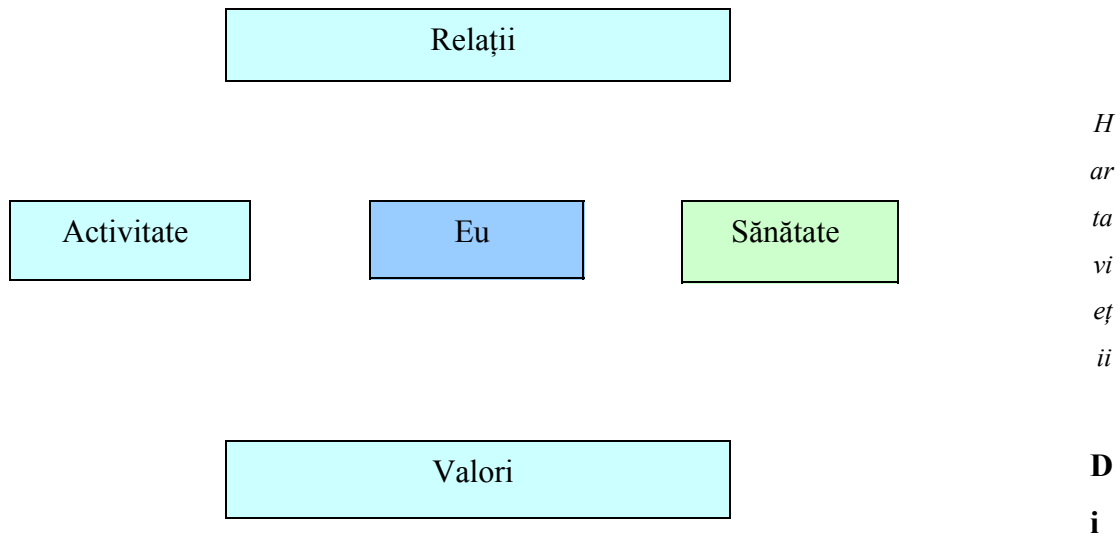 Relații
Activitate
Eu
Sănătate
Valori
H
ar
ta
vi
eț
ii
D
i